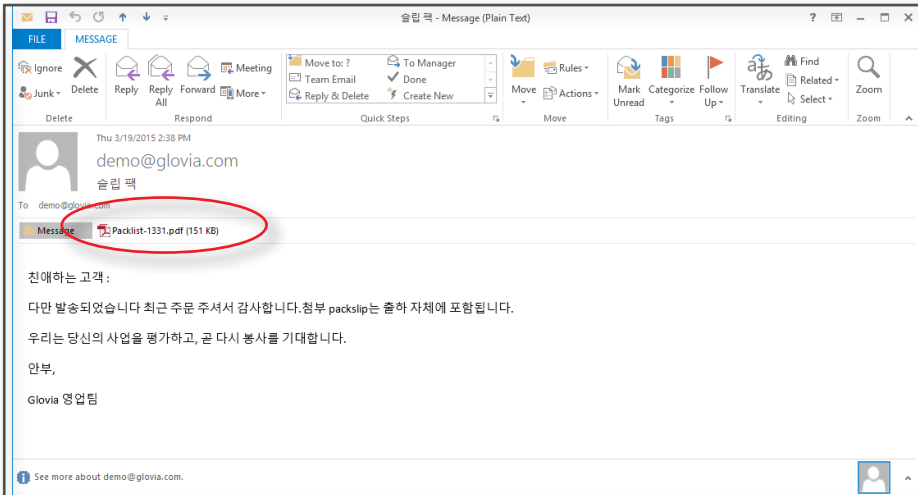 슬립 팩 - Message (Plain Text)
FILE MESSAGE
Ignore
Junk
Delete
Reply
Reply All
Forward
Meeting
More
Move to: ?
Team Email
Reply & Delete
To Manager
Done
Create New
Move
Rules
Actions
Mark Unread
Categorize
Follow Up
Translate
Find
Related
Select
Zoom
Delete Respond Quick Steps Move Tags Editing Zoom
Thu 3/19/2015 2:38 PM
demo@glovia.com
슬립 팩
To demo@glovia.com
Message Packlist-1331.pdf (151 KB)
친애하는 고객 :
다만 발송되었습니다 최근 주문 주셔서 감사합니다.첨부 packslip는 출하 자체에 포함됩니다.
우리는 당신의 사업을 평가하고, 곧 다시 봉사를 기대합니다.
안부,
Glovia 영업팀
See more about demo@glovia.com.